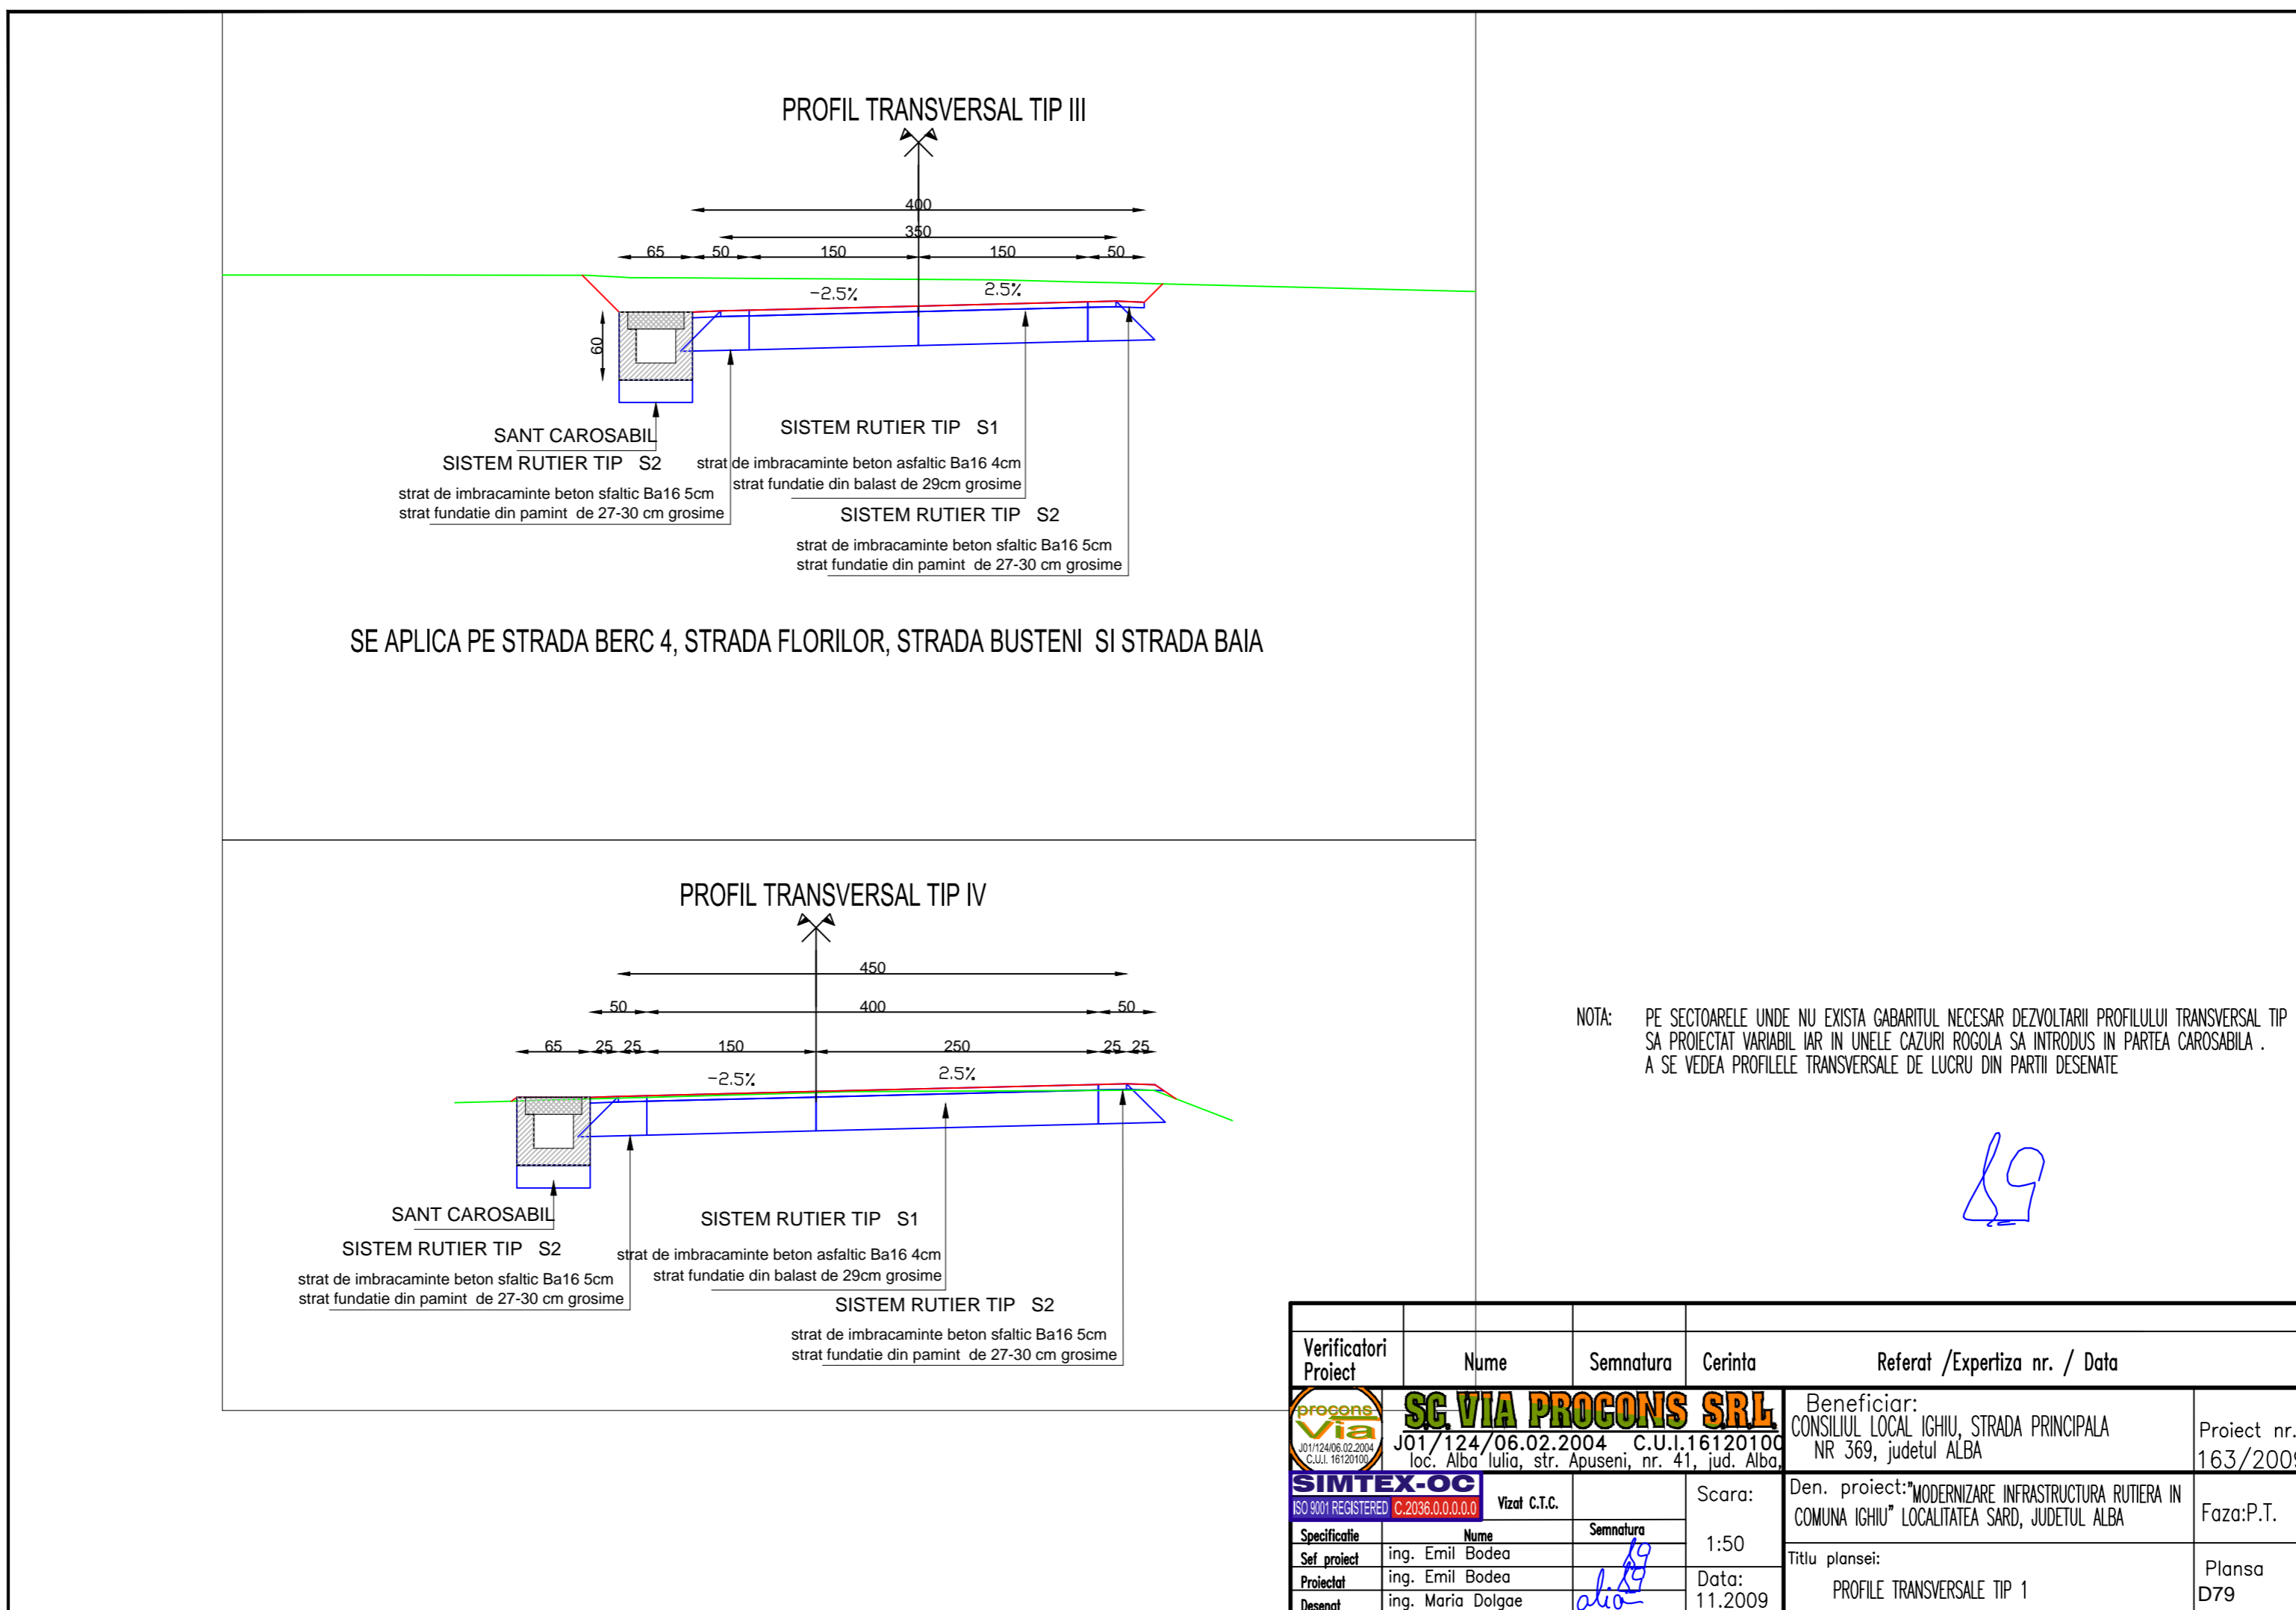 PROFIL TRANSVERSAL TIP III
400
350
65 50 150 150 50
-2.5% 2.5%
60
SANT CAROSABIL
SISTEM RUTIER TIP S2
strat de imbracaminte beton sfaltic Ba16 5cm
strat fundatie din pamint de 27-30 cm grosime
SISTEM RUTIER TIP S1
strat de imbracaminte beton asfaltic Ba16 4cm
strat fundatie din balast de 29cm grosime
SISTEM RUTIER TIP S2
strat de imbracaminte beton sfaltic Ba16 5cm
strat fundatie din pamint de 27-30 cm grosime
SE APLICA PE STRADA BERC 4, STRADA FLORILOR, STRADA BUSTENI SI STRADA BAIA
PROFIL TRANSVERSAL TIP IV
450
50 400 50
65 25 25 150 250 25 25
-2.5% 2.5%
SANT CAROSABIL
SISTEM RUTIER TIP S2
strat de imbracaminte beton sfaltic Ba16 5cm
strat fundatie din pamint de 27-30 cm grosime
SISTEM RUTIER TIP S1
strat de imbracaminte beton asfaltic Ba16 4cm
strat fundatie din balast de 29cm grosime
SISTEM RUTIER TIP S2
strat de imbracaminte beton sfaltic Ba16 5cm
strat fundatie din pamint de 27-30 cm grosime
NOTA: PE SECTOARELE UNDE NU EXISTA GABARITUL NECESAR DEZVOLTARII PROFILULUI TRANSVERSAL TIP
SA PROIECTAT VARIABIL IAR IN UNELE CAZURI ROGOLA SA INTRODUS IN PARTEA CAROSABILA .
A SE VEDEA PROFILELE TRANSVERSALE DE LUCRU DIN PARTII DESENATE
Verificatori
Proiect
Nume
Semnatura
Cerinta
Referat /Expertiza nr. / Data
procons
Via
J01/124/06.02.2004
C.U.I. 16120100
SC. VIA PROCONS S.R.L.
J01/124/06.02.2004 C.U.I.16120100
loc. Alba Iulia, str. Apuseni, nr. 41, jud. Alba,
Beneficiar:
CONSILIUL LOCAL IGHIU, STRADA PRINCIPALA
NR 369, judetul ALBA
Proiect nr.
163/2009
SIMTEX-OC
ISO 9001 REGISTERED C.2036.0.0.0.0.0
Vizat C.T.C.
Scara:
1:50
Den. proiect:"MODERNIZARE INFRASTRUCTURA RUTIERA IN
COMUNA IGHIU" LOCALITATEA SARD, JUDETUL ALBA
Faza:P.T.
Specificatie Nume Semnatura
Sef proiect ing. Emil Bodea
Proiectat ing. Emil Bodea
Desenat ing. Maria Dolgae
Data:
11.2009
Titlu plansei:
PROFILE TRANSVERSALE TIP 1
Plansa
D79